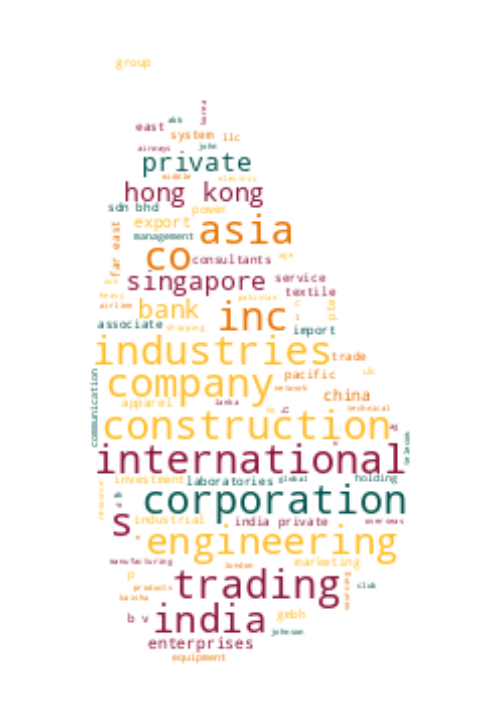 group
korea
abb
east
system llc
airways john
private
middle electric
hong kong
sdn bhd power
export asia
management
far east
co consultants air
singapore service
heavy textile
pakistan
airline
bank inc pte
associate shipping import
industries trade
pacific uk
company network
communication
apparel lanka china
technical
construction
international
investment laboratories global holding
resource
corporation
s industrial india private overseas
engineering
manufacturing london marketing
p trading
products club
kaisha
b v india gmbh
johnson
enterprises
equipment